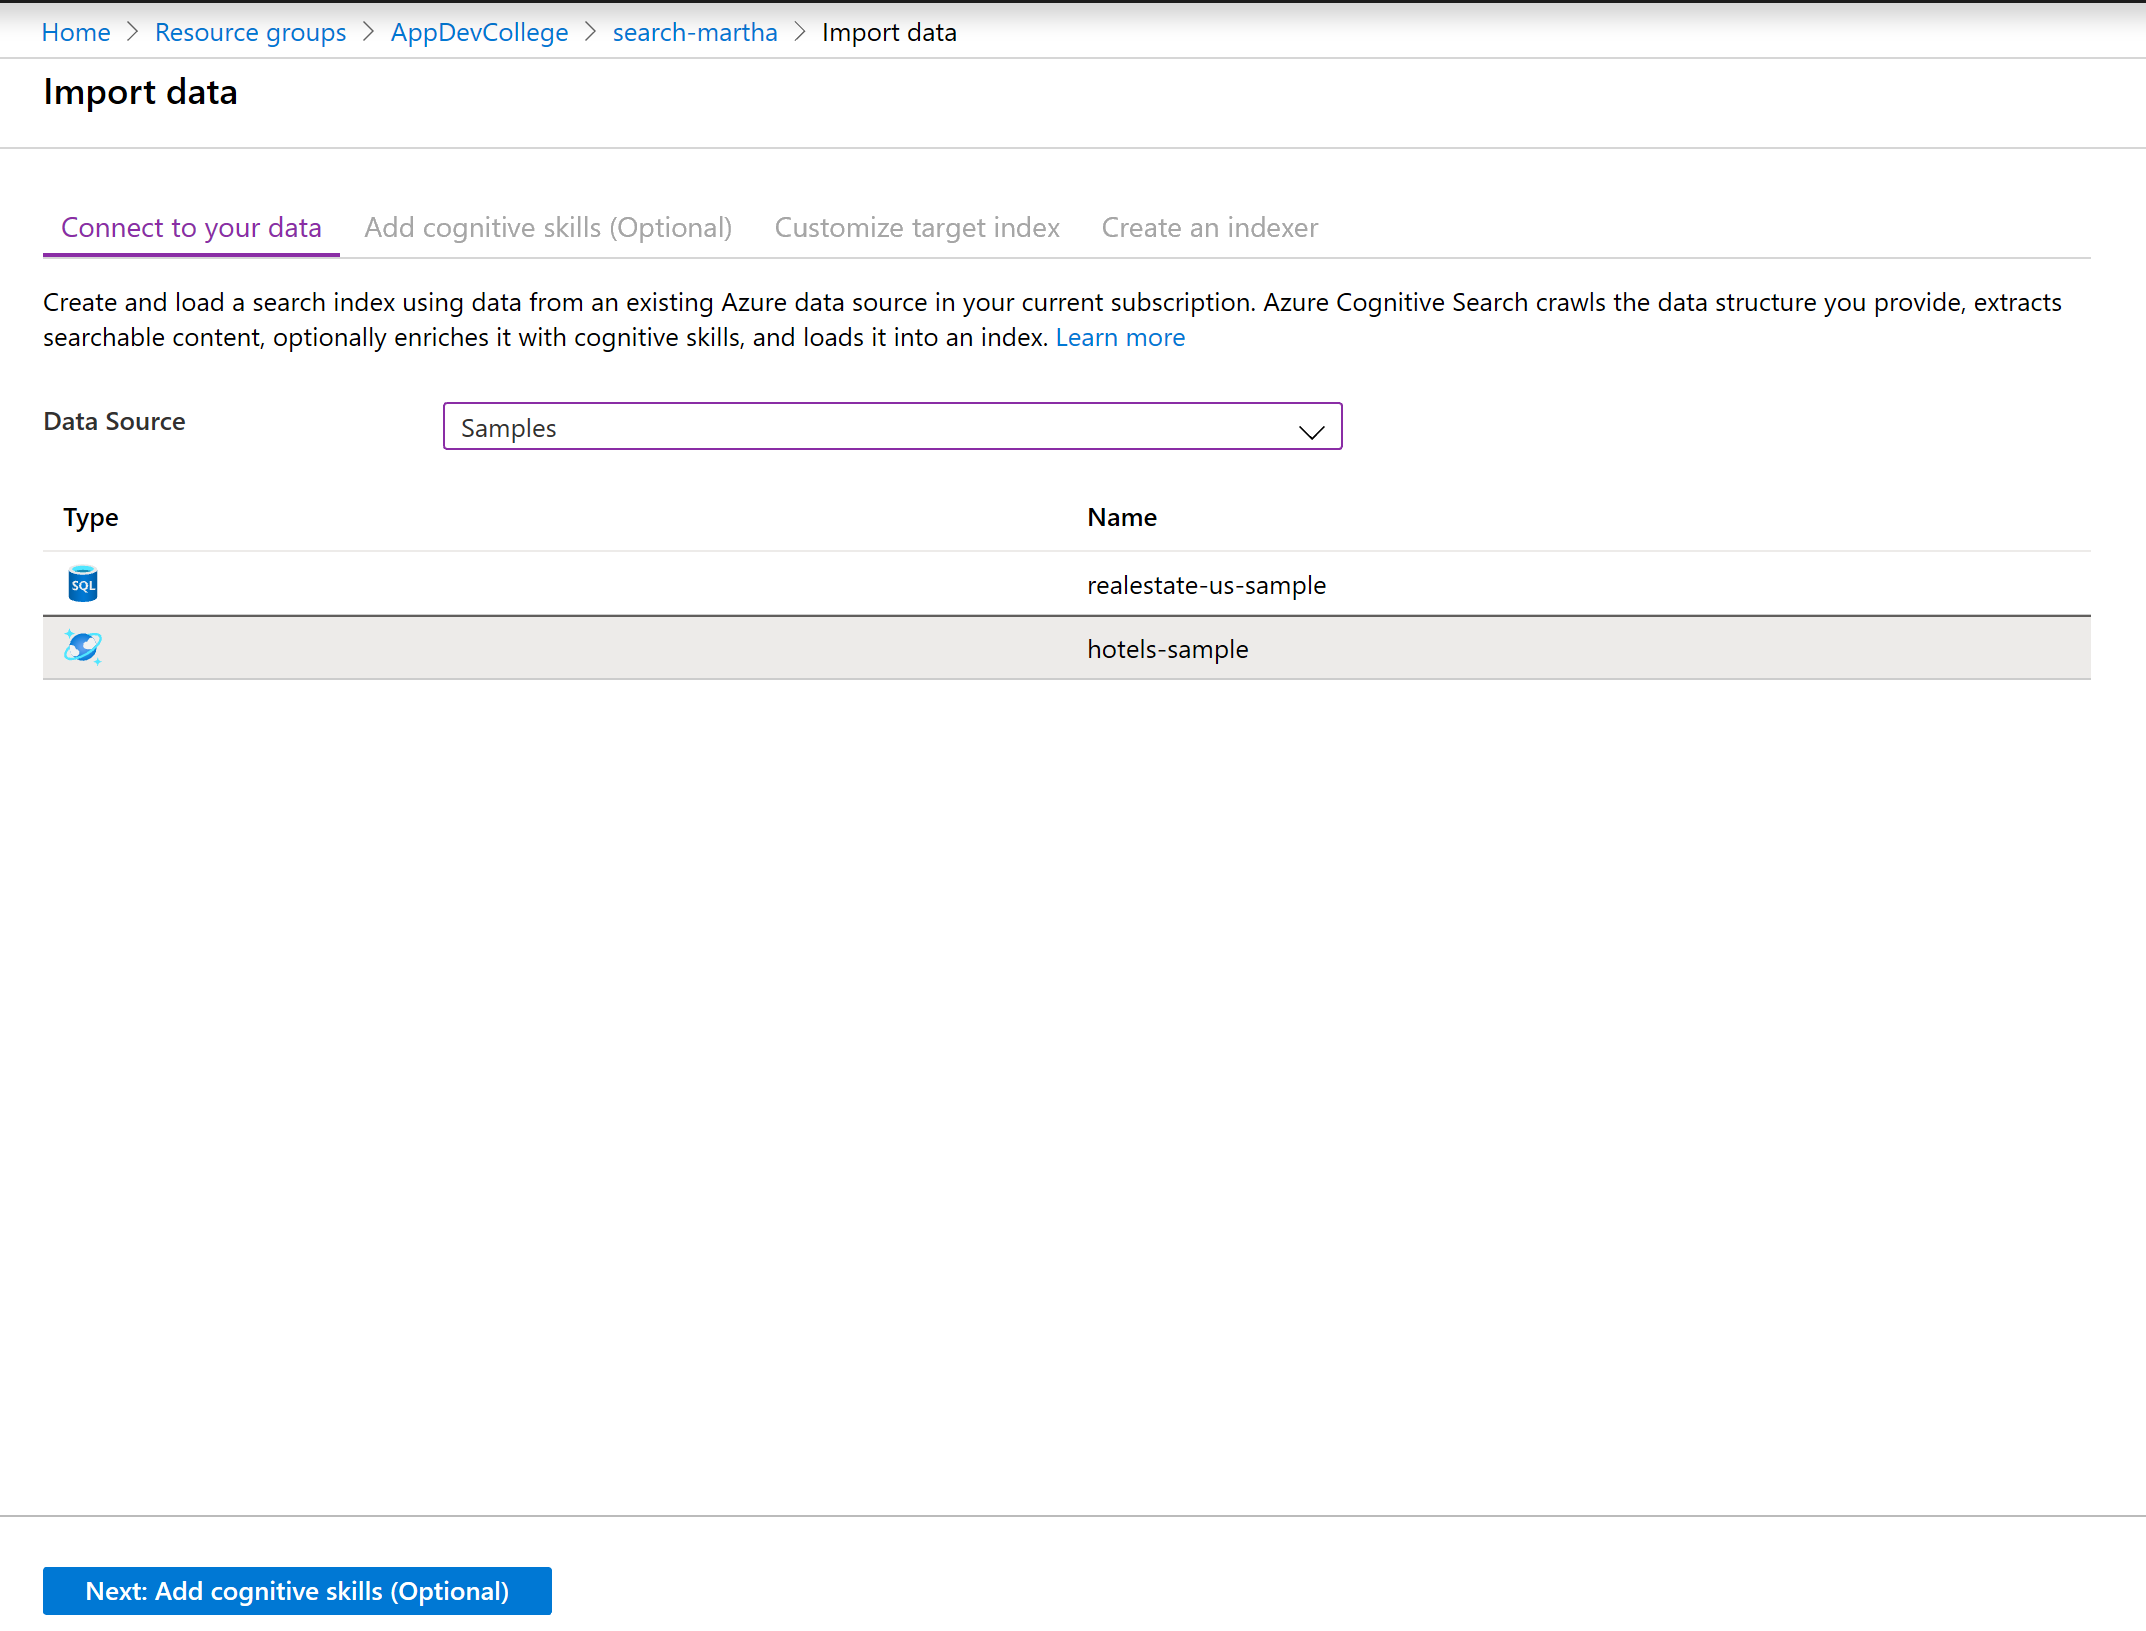 Home > Resource groups > AppDevCollege > search-martha > Import data
Import data
Connect to your data Add cognitive skills (Optional) Customize target index Create an indexer
Create and load a search index using data from an existing Azure data source in your current subscription. Azure Cognitive Search crawls the data structure you provide, extracts
searchable content, optionally enriches it with cognitive skills, and loads it into an index. Learn more
Data Source Samples
Type Name
SQL realestate-us-sample
hotels-sample
Next: Add cognitive skills (Optional)